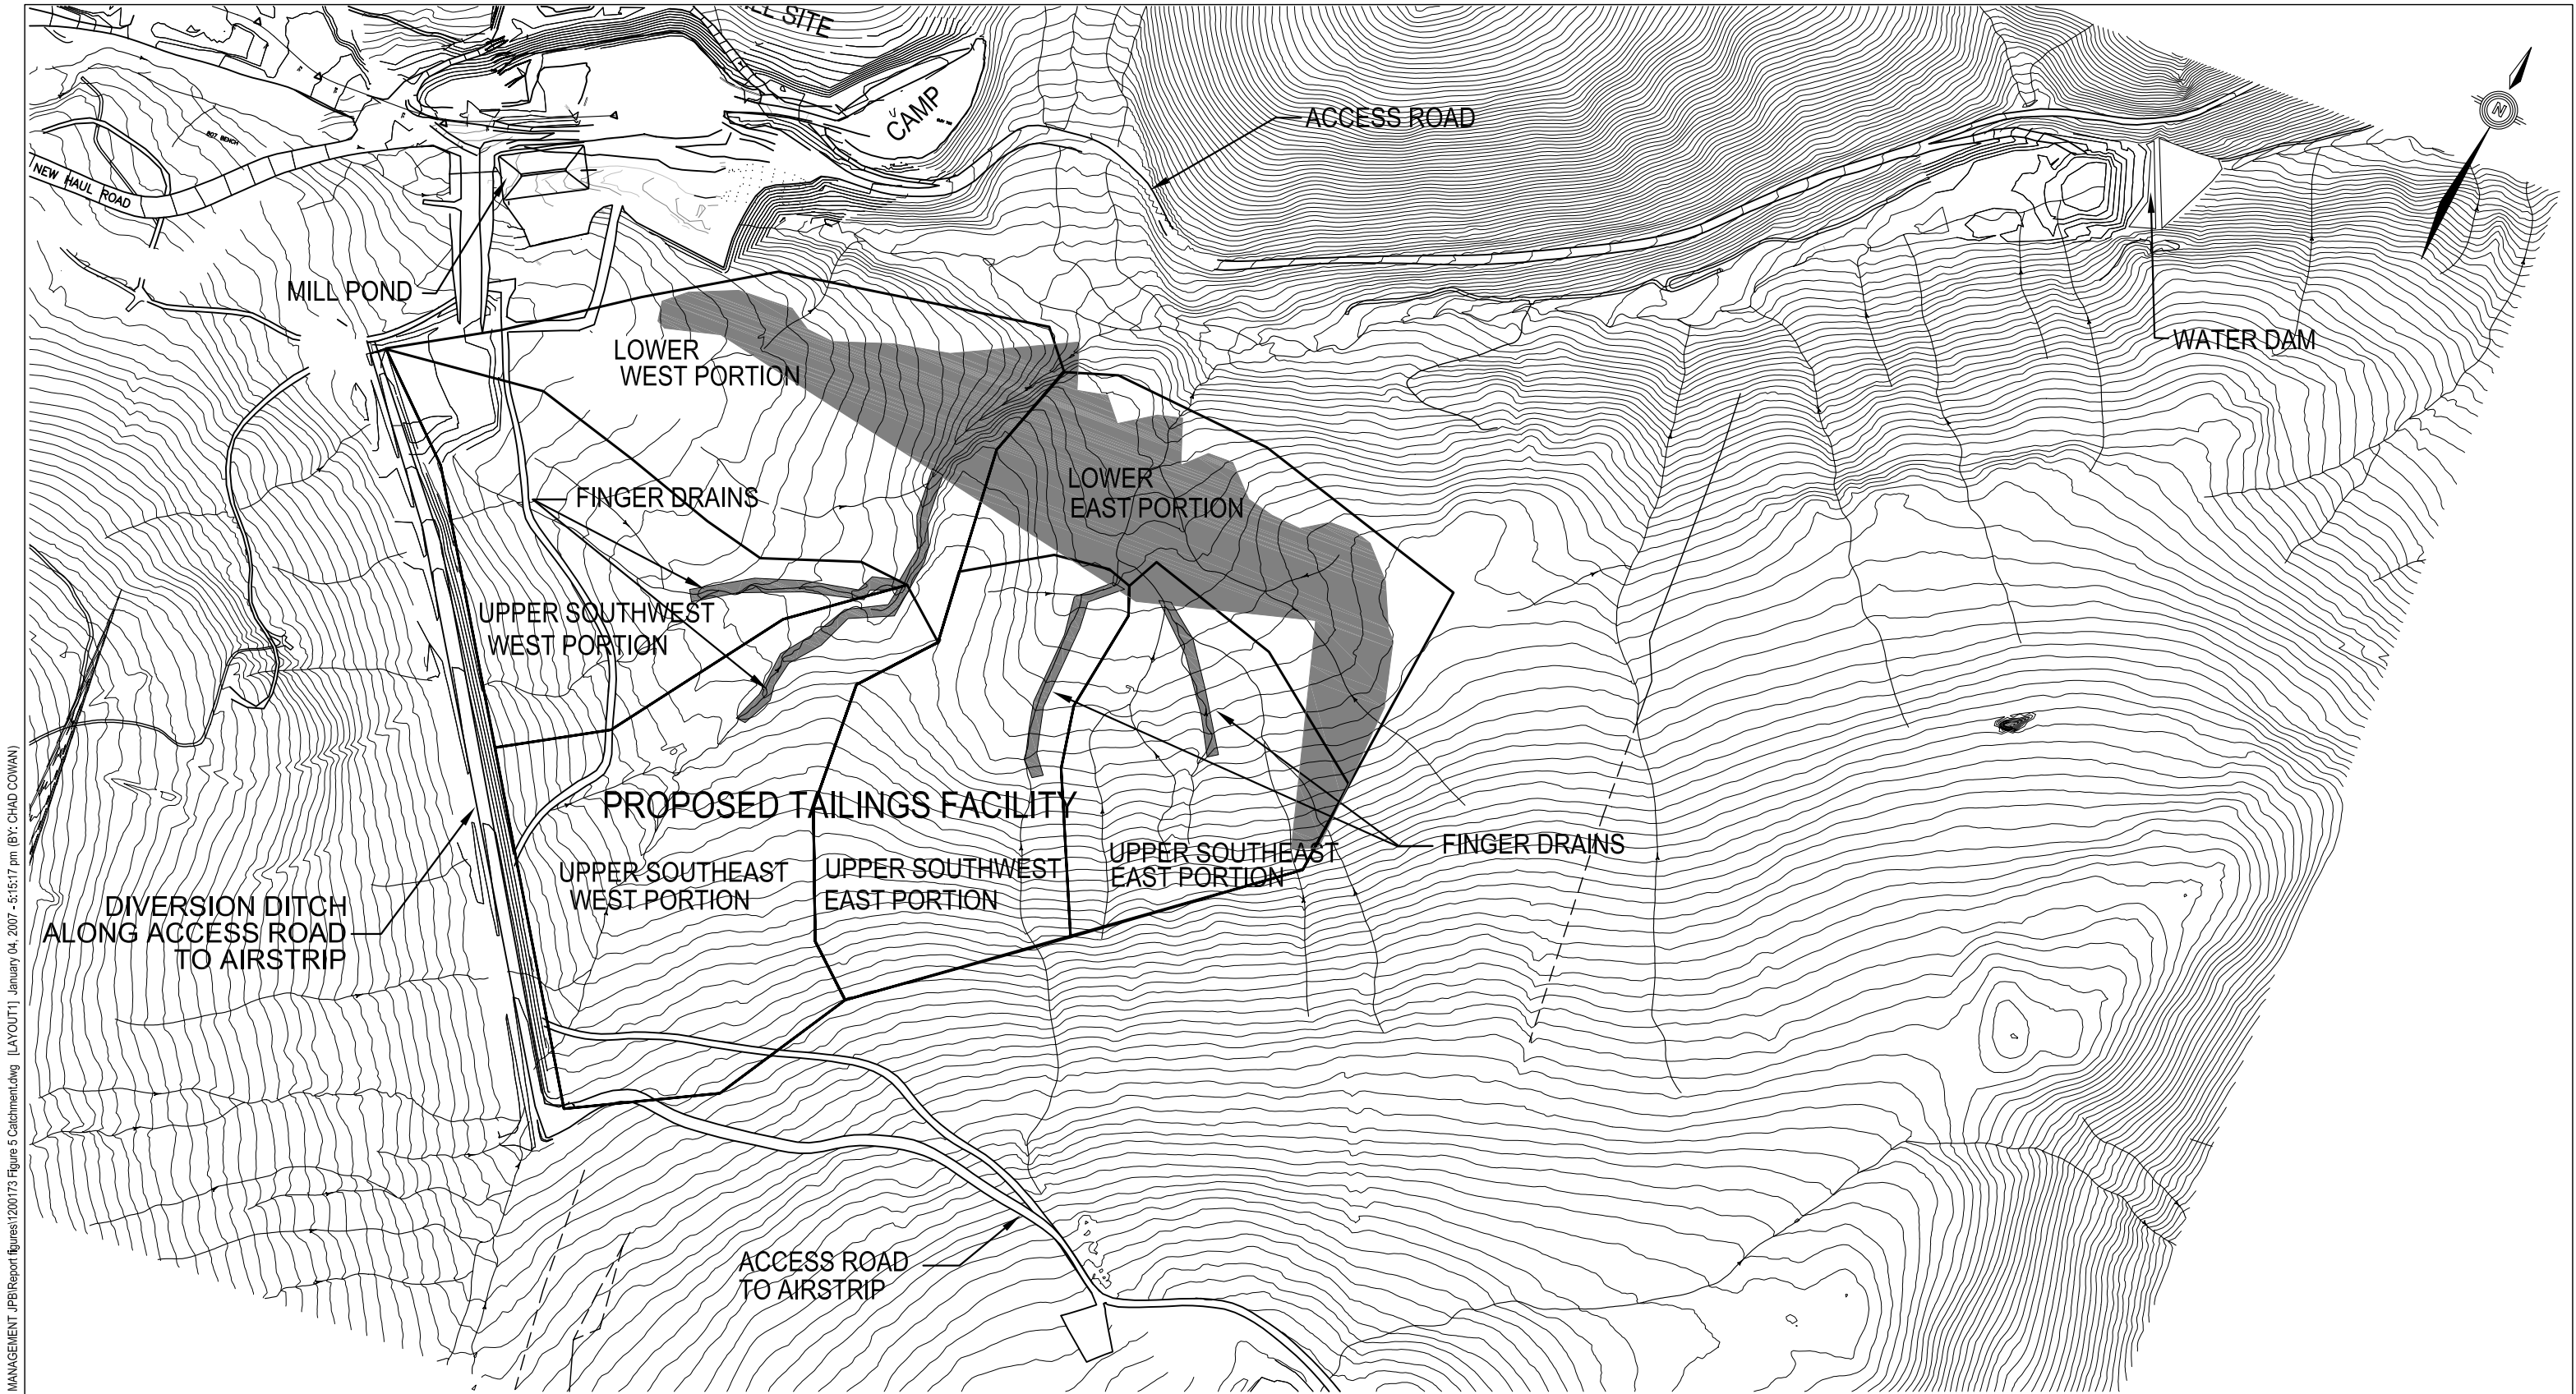 LL SITE
CAMP
ACCESS ROAD
N
BOT. BENCH
NEW HAUL ROAD
MILL POND
WATER DAM
LOWER
WEST PORTION
LOWER
EAST PORTION
FINGER DRAINS
UPPER SOUTHWEST
WEST PORTION
PROPOSED TAILINGS FACILITY
FINGER DRAINS
UPPER SOUTHEAST
WEST PORTION
UPPER SOUTHWEST
EAST PORTION
UPPER SOUTHEAST
EAST PORTION
DIVERSION DITCH
ALONG ACCESS ROAD
TO AIRSTRIP
ACCESS ROAD
TO AIRSTRIP
MANAGEMENT JPB\Report figures\1200173 Figure 5 Catchment.dwg [LAYOUT1] January 04, 2007 - 5:15:17 pm (BY: CHAD COWAN)